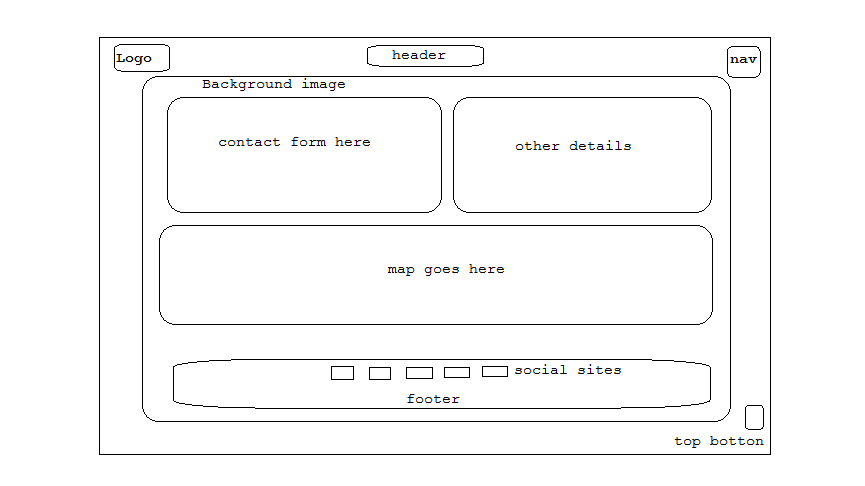 Logo
header
nav
Background image
contact form here
other details
map goes here
social sites
footer
top botton